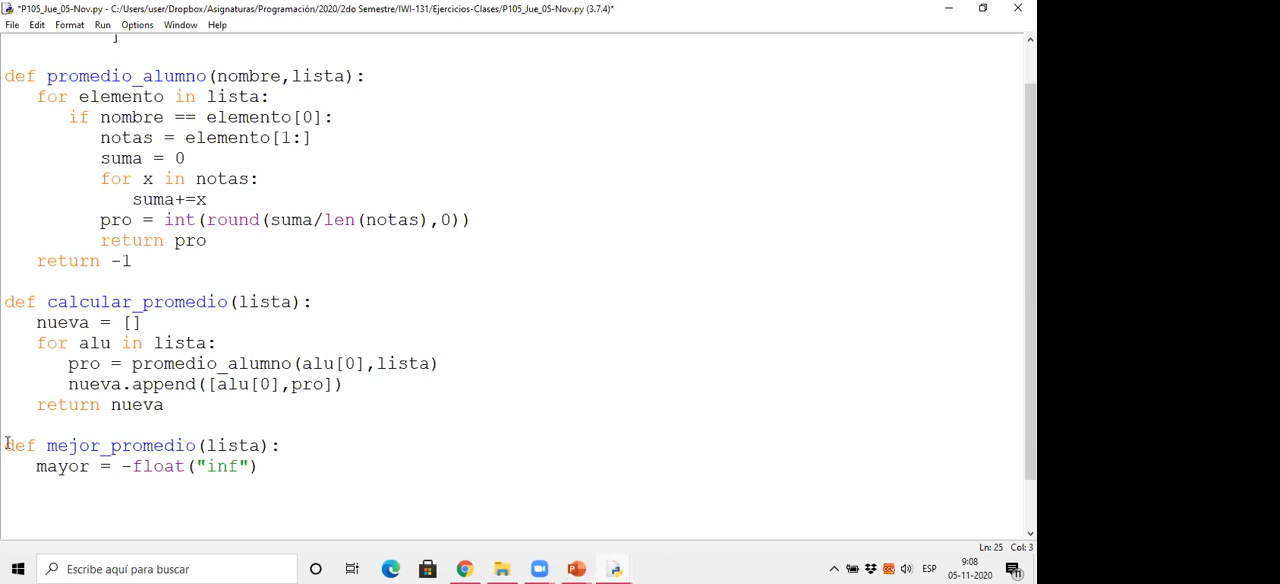 *P105_Jue_05-Nov.py - C:/Users/user/Dropbox/Asignaturas/Programación/2020/2do Semestre/IWI-131/Ejercicios-Clases/P105_Jue_05-Nov.py (3.7.4)*
File Edit Format Run Options Window Help
]
def promedio_alumno(nombre,lista):
   for elemento in lista:
      if nombre == elemento[0]:
         notas = elemento[1:]
         suma = 0
         for x in notas:
            suma+=x
         pro = int(round(suma/len(notas),0))
         return pro
   return -1
def calcular_promedio(lista):
   nueva = []
   for alu in lista:
      pro = promedio_alumno(alu[0],lista)
      nueva.append([alu[0],pro])
   return nueva
def mejor_promedio(lista):
   mayor = -float("inf")
Ln: 25 Col: 3
Escribe aquí para buscar
ESP
9:08
05-11-2020